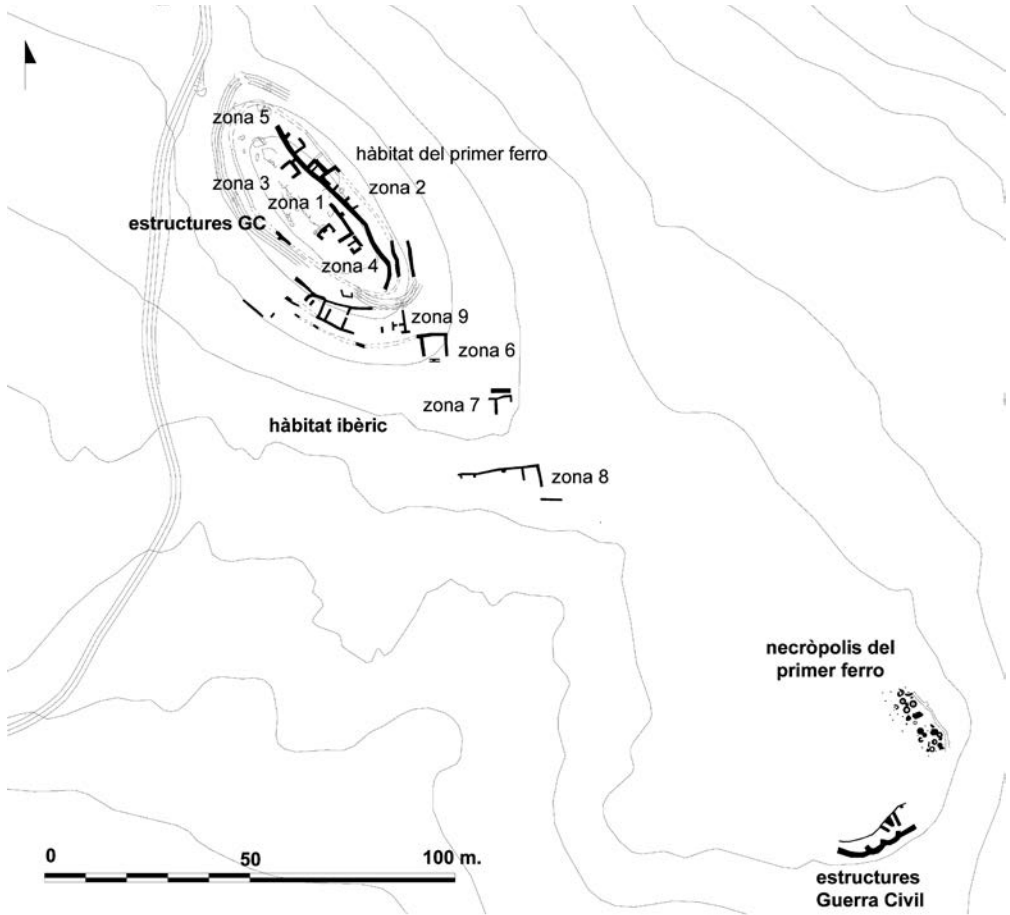 zona 5
hàbitat del primer ferro
zona 3
zona 2
zona 1
estructures GC
zona 4
zona 9
zona 6
zona 7
hàbitat ibèric
zona 8
necròpolis del
primer ferro
0
50
100 m.
estructures
Guerra Civil